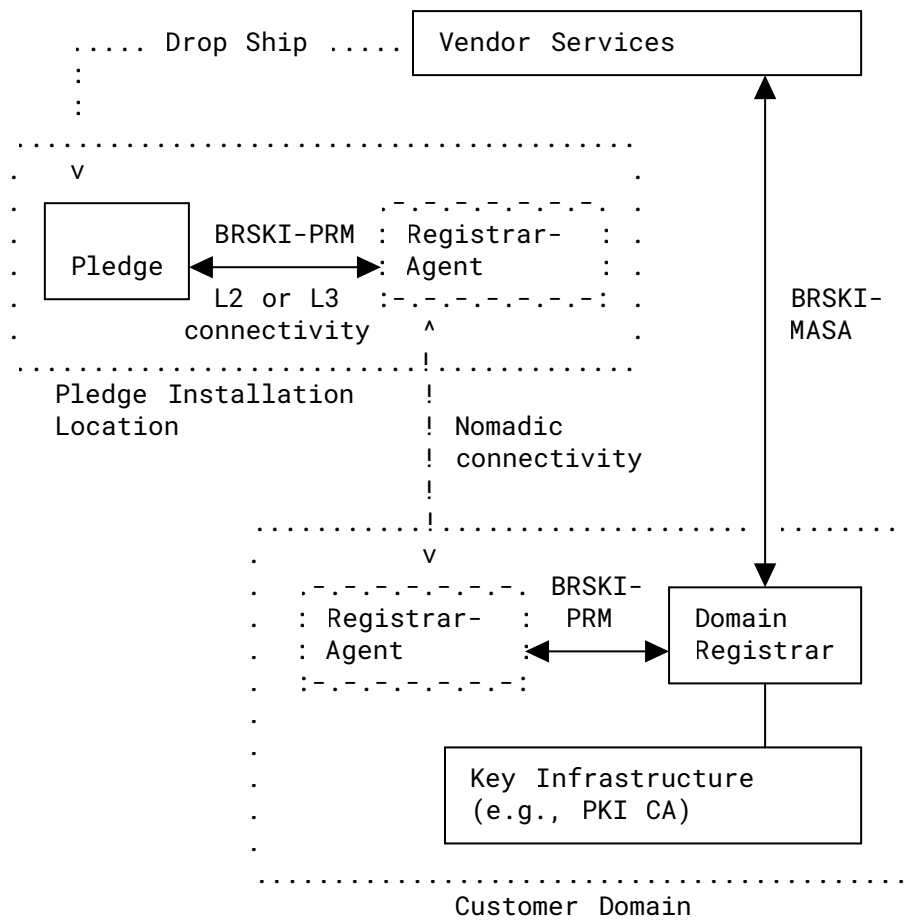 ..... Drop Ship ..... Vendor Services
:
:
v
Pledge
BRSKI-PRM
L2 or L3
connectivity
Registrar-
Agent
BRSKI-
MASA
Pledge Installation
Location
Nomadic
connectivity
Registrar-
Agent
BRSKI-
PRM
Domain
Registrar
Key Infrastructure
(e.g., PKI CA)
Customer Domain